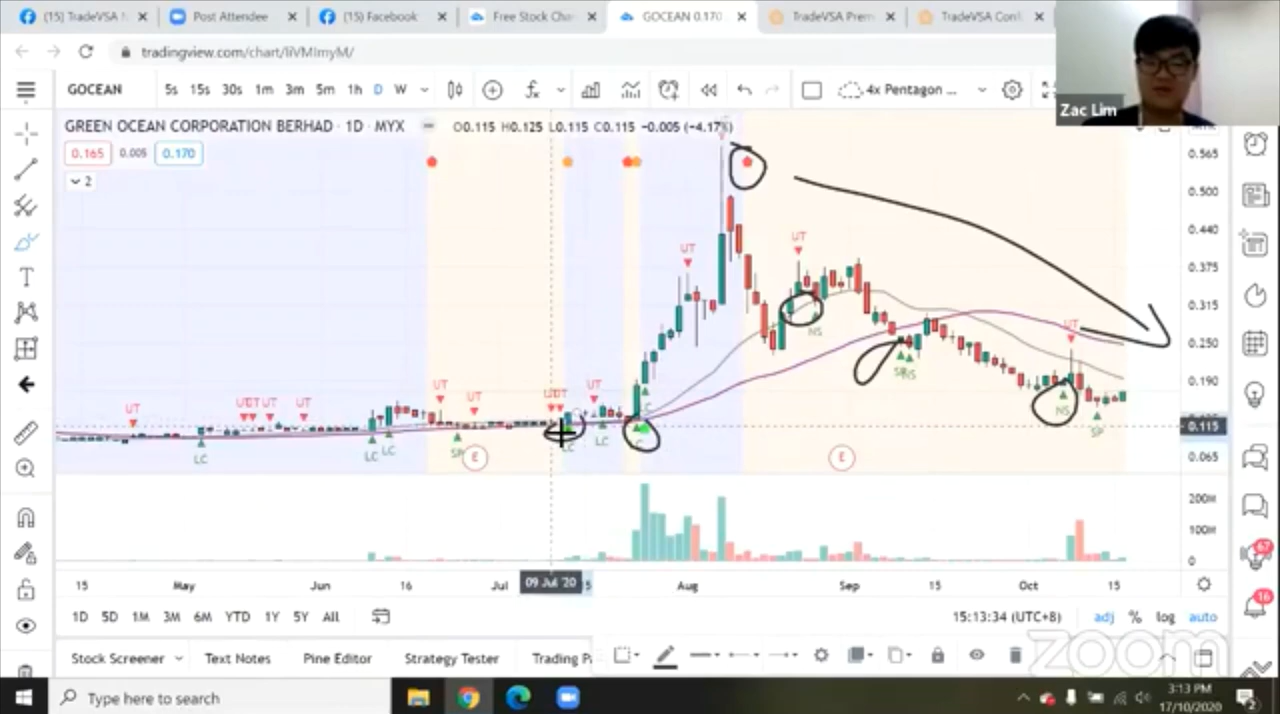 (15) TradeVSA
Post Attendee
(15) Facebook
Free Stock Cha
GOCEAN 0.170
TradeVSA Prem
TradeVSA Conf
tradingview.com/chart/IiVMImyM/
Zac Lim
GOCEAN 5s 15s 30s 1m 3m 5m 1h D W 4x Pentagon ...
GREEN OCEAN CORPORATION BERHAD · 1D · MYX
O0.115 H0.125 L0.115 C0.115 −0.005 (−4.17%)
0.165 0.005 0.170
2
0.565
0.500
0.440
0.375
0.315
0.250
0.190
0.115
0.065
UT
UT
UT
UT
UT
UT
UT
UT
UT
UT
UT
LC
LC
LC
SP
LC
LC
LC
NS
NS
NS
SP
E
E
200M
100M
0
15 May Jun 16 Jul 09 Jul '20 Aug Sep 15 Oct 15
1D 5D 1M 3M 6M YTD 1Y 5Y All
15:13:34 (UTC+8) adj % log auto
Stock Screener Text Notes Pine Editor Strategy Tester Trading P
zoom
67
16
Type here to search
3:13 PM
17/10/2020
2